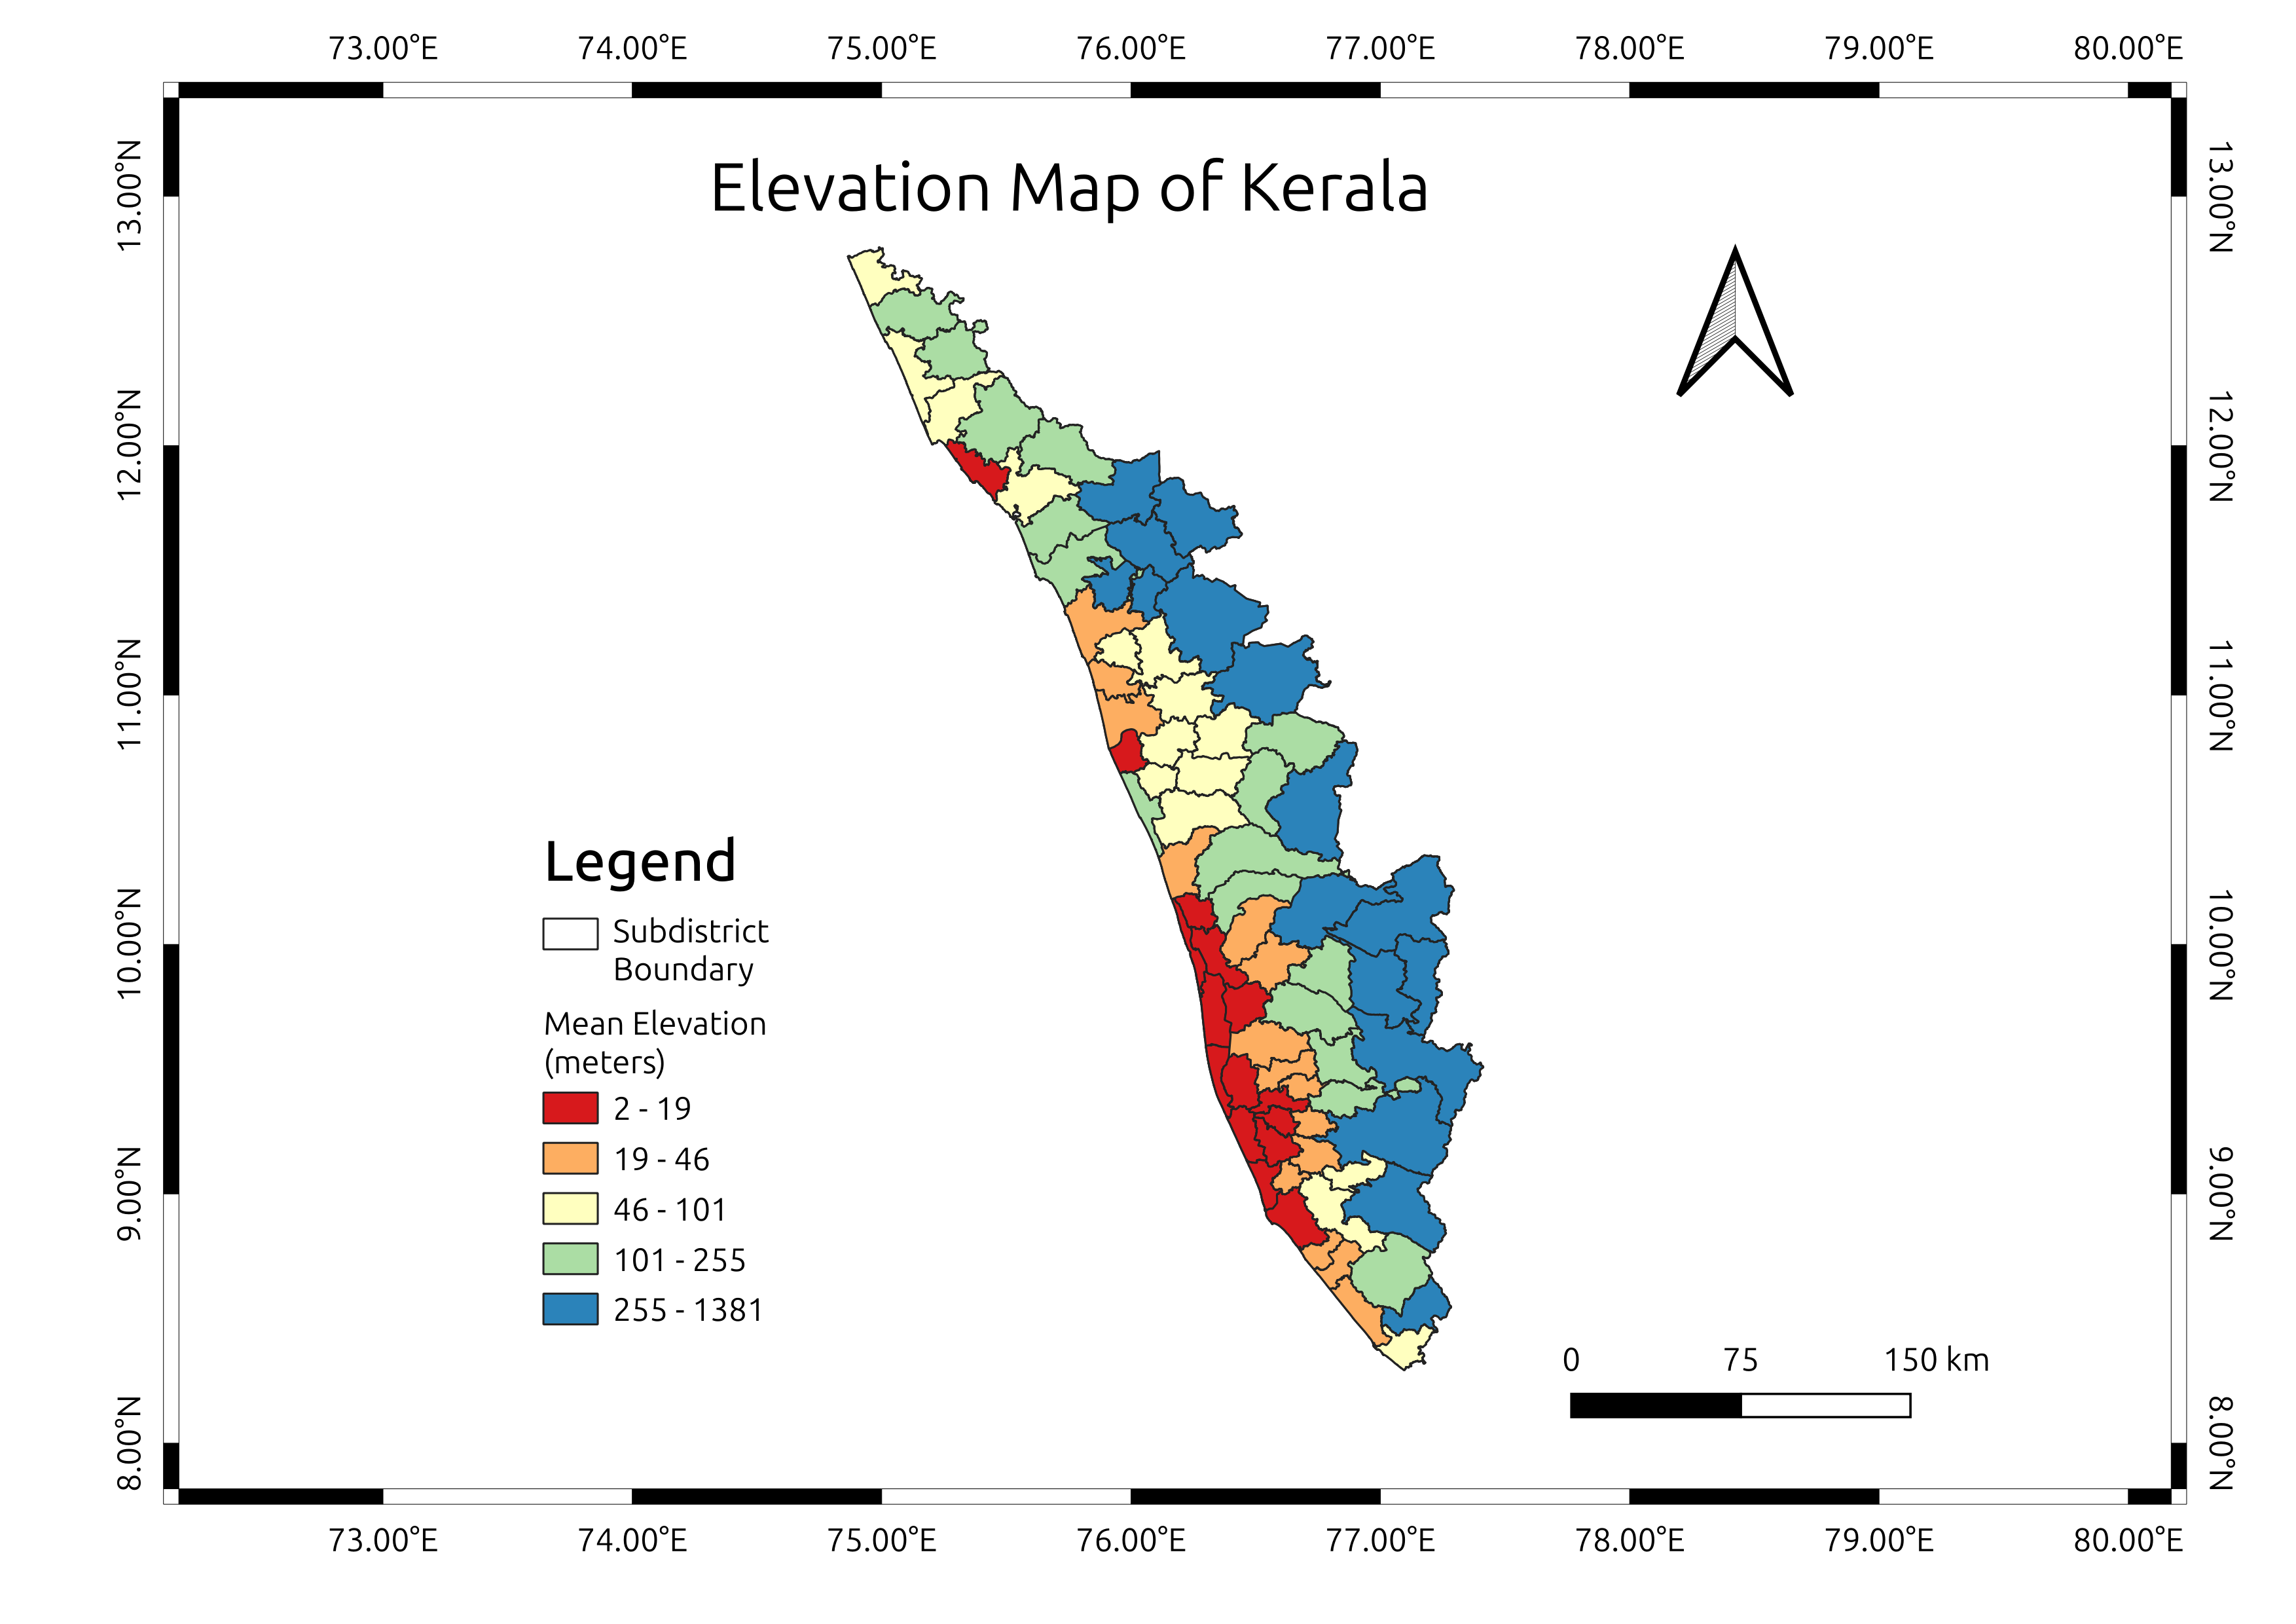 73.00°E 74.00°E 75.00°E 76.00°E 77.00°E 78.00°E 79.00°E 80.00°E
Elevation Map of Kerala
13.00°N
12.00°N
11.00°N
10.00°N
9.00°N
8.00°N
13.00°N
12.00°N
11.00°N
10.00°N
9.00°N
8.00°N
Legend
Subdistrict
Boundary
Mean Elevation
(meters)
2 - 19
19 - 46
46 - 101
101 - 255
255 - 1381
0 75 150 km
73.00°E 74.00°E 75.00°E 76.00°E 77.00°E 78.00°E 79.00°E 80.00°E